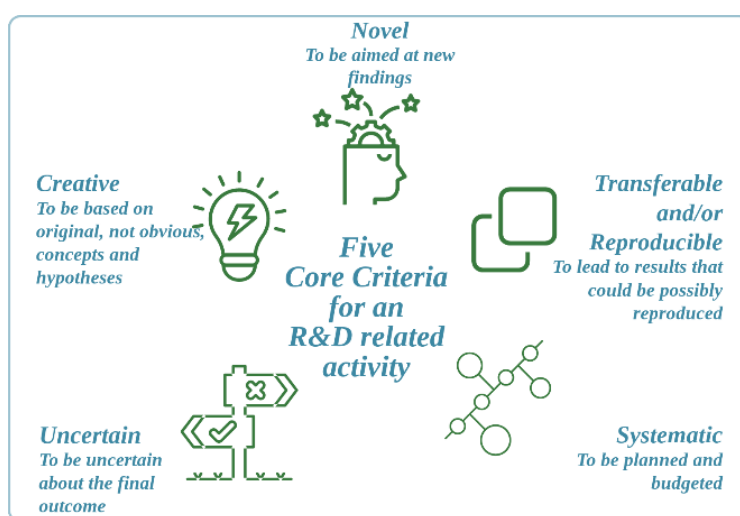 Novel
To be aimed at new
findings
Creative
To be based on
original, not obvious,
concepts and
hypotheses
Transferable
and/or
Reproducible
To lead to results that
could be possibly
reproduced
Five
Core Criteria
for an
R&D related
activity
Uncertain
To be uncertain
about the final
outcome
Systematic
To be planned and
budgeted